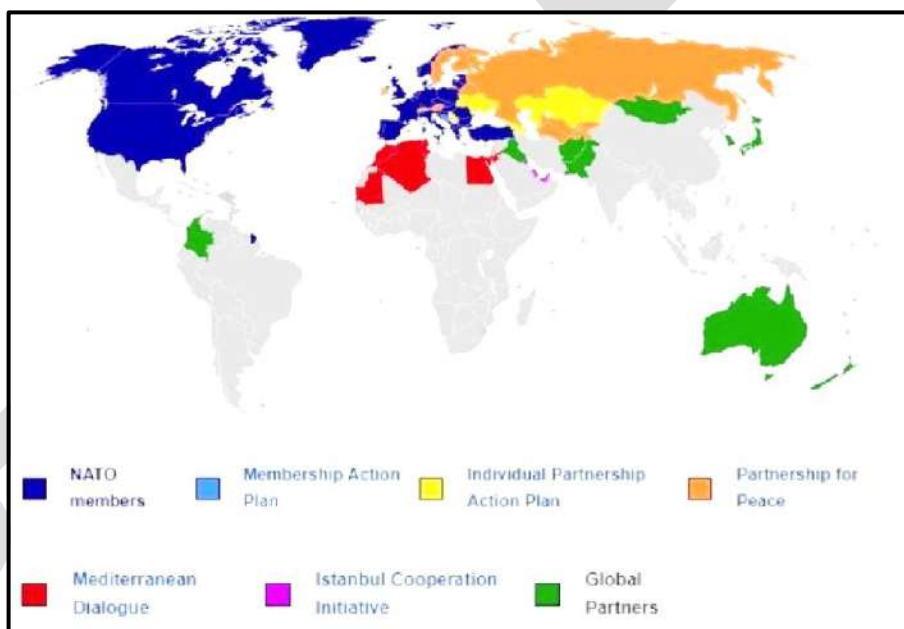 NATO
members
Membership Action
Plan
Individual Partnership
Action Plan
Partnership for
Peace
Mediterranean
Dialogue
Istanbul Cooperation
Initiative
Global
Partners